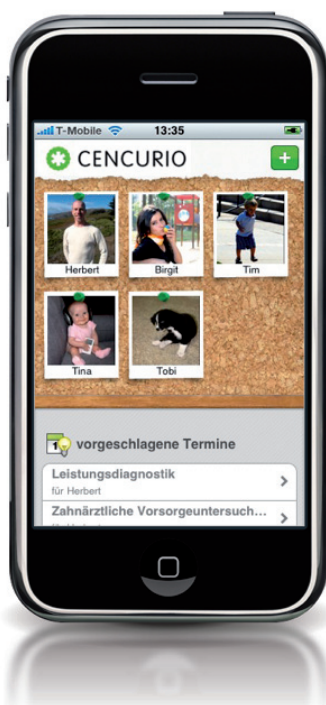 T-Mobile 13:35
CENCURIO
Herbert Birgit Tim
Tina Tobi
vorgeschlagene Termine
Leistungsdiagnostik
für Herbert
Zahnärztliche Vorsorgeuntersuch...